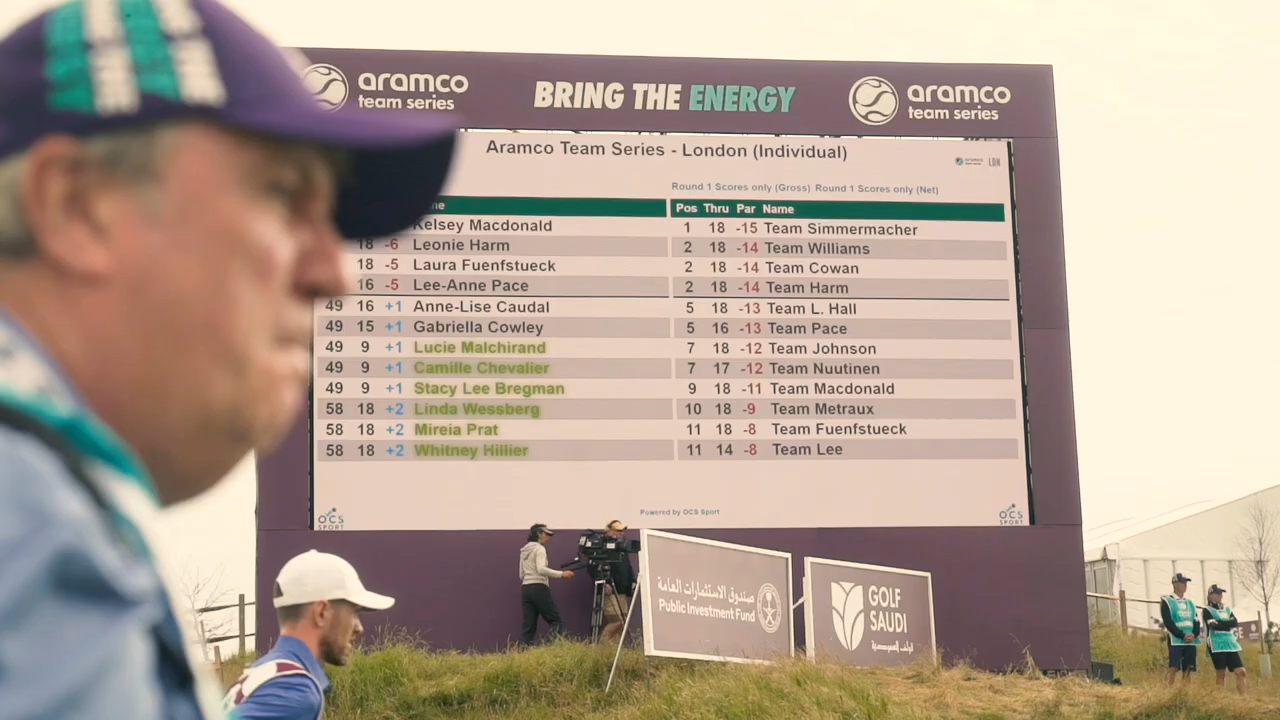 aramco
team series
BRING THE ENERGY
aramco
team series
Aramco Team Series - London (Individual)
LDN
Round 1 Scores only (Gross) Round 1 Scores only (Net)
Pos Thru Par Name
Kelsey Macdonald
18 -6 Leonie Harm
18 -5 Laura Fuenfstueck
16 -5 Lee-Anne Pace
49 16 +1 Anne-Lise Caudal
49 15 +1 Gabriella Cowley
49 9 +1 Lucie Malchirand
49 9 +1 Camille Chevalier
49 9 +1 Stacy Lee Bregman
58 18 +2 Linda Wessberg
58 18 +2 Mireia Prat
58 18 +2 Whitney Hillier
1 18 -15 Team Simmermacher
2 18 -14 Team Williams
2 18 -14 Team Cowan
2 18 -14 Team Harm
5 18 -13 Team L. Hall
5 16 -13 Team Pace
7 18 -12 Team Johnson
7 17 -12 Team Nuutinen
9 18 -11 Team Macdonald
10 18 -9 Team Metraux
11 18 -8 Team Fuenfstueck
11 14 -8 Team Lee
OCS
SPORT
Powered by OCS Sport
OCS
SPORT
صندوق الاستثمارات العامة
Public Investment Fund
GOLF
SAUDI
جولف السعودية